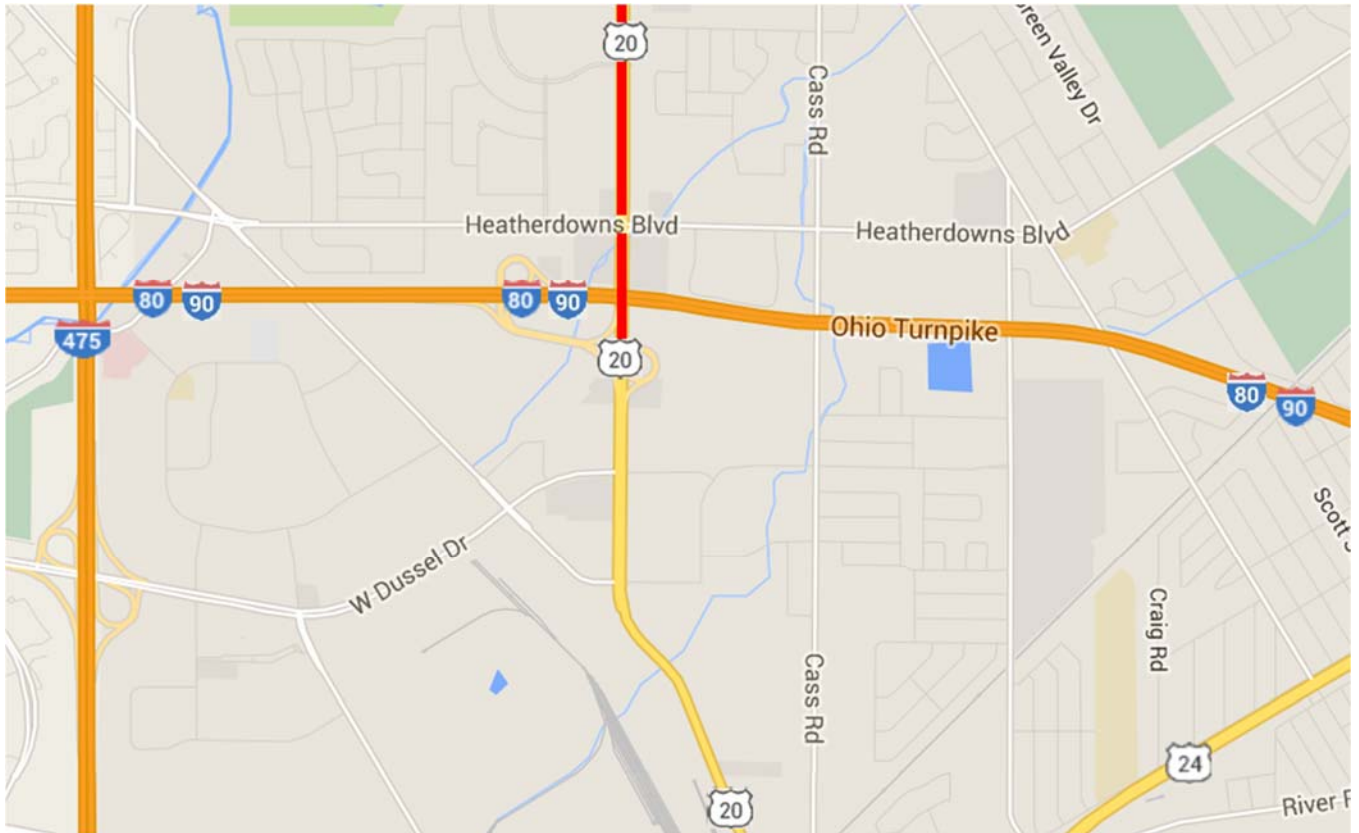 20
Green Valley Dr
Cass Rd
Heatherdowns Blvd
Heatherdowns Blvd
80
90
80
90
475
Ohio Turnpike
20
80
90
Scott S
W Dussel Dr
Craig Rd
Cass Rd
24
20
River R